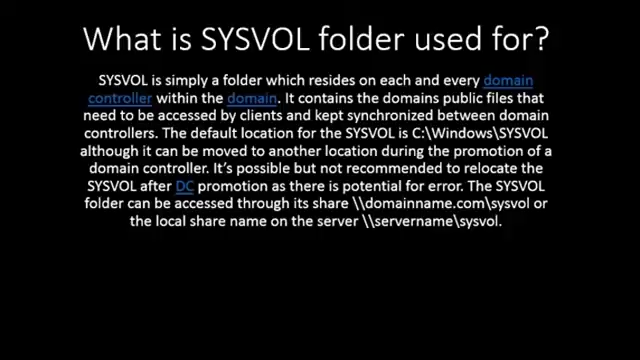 What is SYSVOL folder used for?
SYSVOL is simply a folder which resides on each and every domain
controller within the domain. It contains the domains public files that
need to be accessed by clients and kept synchronized between domain
controllers. The default location for the SYSVOL is C:\Windows\SYSVOL
although it can be moved to another location during the promotion of a
domain controller. It’s possible but not recommended to relocate the
SYSVOL after DC promotion as there is potential for error. The SYSVOL
folder can be accessed through its share \\domainname.com\sysvol or
the local share name on the server \\servername\sysvol.